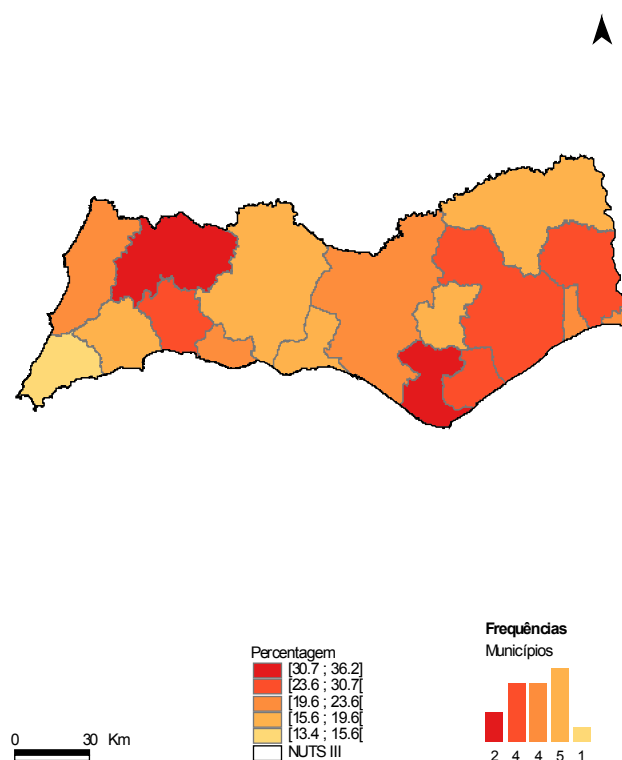 Frequências
Municípios
2 4 4 5 1
Percentagem
[30.7 ; 36.2]
[23.6 ; 30.7[
[19.6 ; 23.6[
[15.6 ; 19.6[
[13.4 ; 15.6[
NUTS III
0 30 Km